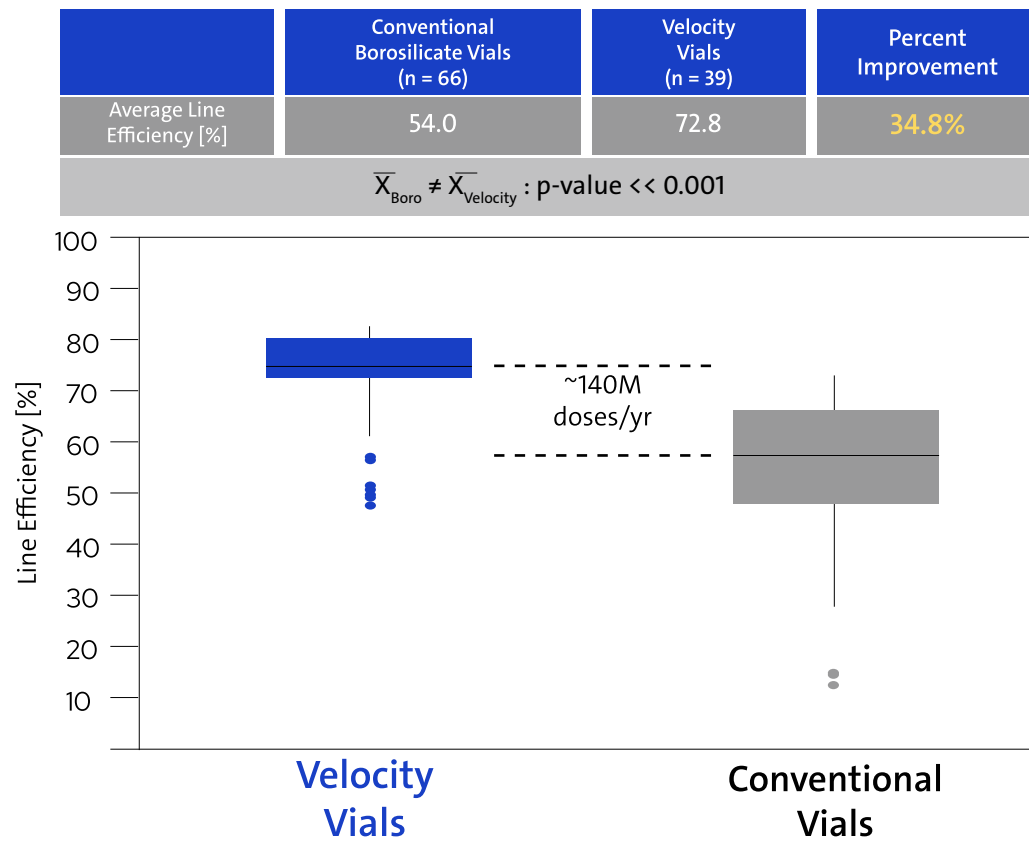 Conventional
Borosilicate Vials
(n = 66)
Velocity
Vials
(n = 39)
Percent
Improvement
Average Line
Efficiency [%]
54.0
72.8
34.8%
X̅Boro ≠ X̅Velocity : p-value << 0.001
100
90
80
70
60
50
40
30
20
10
Line Efficiency [%]
~140M
doses/yr
Velocity
Vials
Conventional
Vials